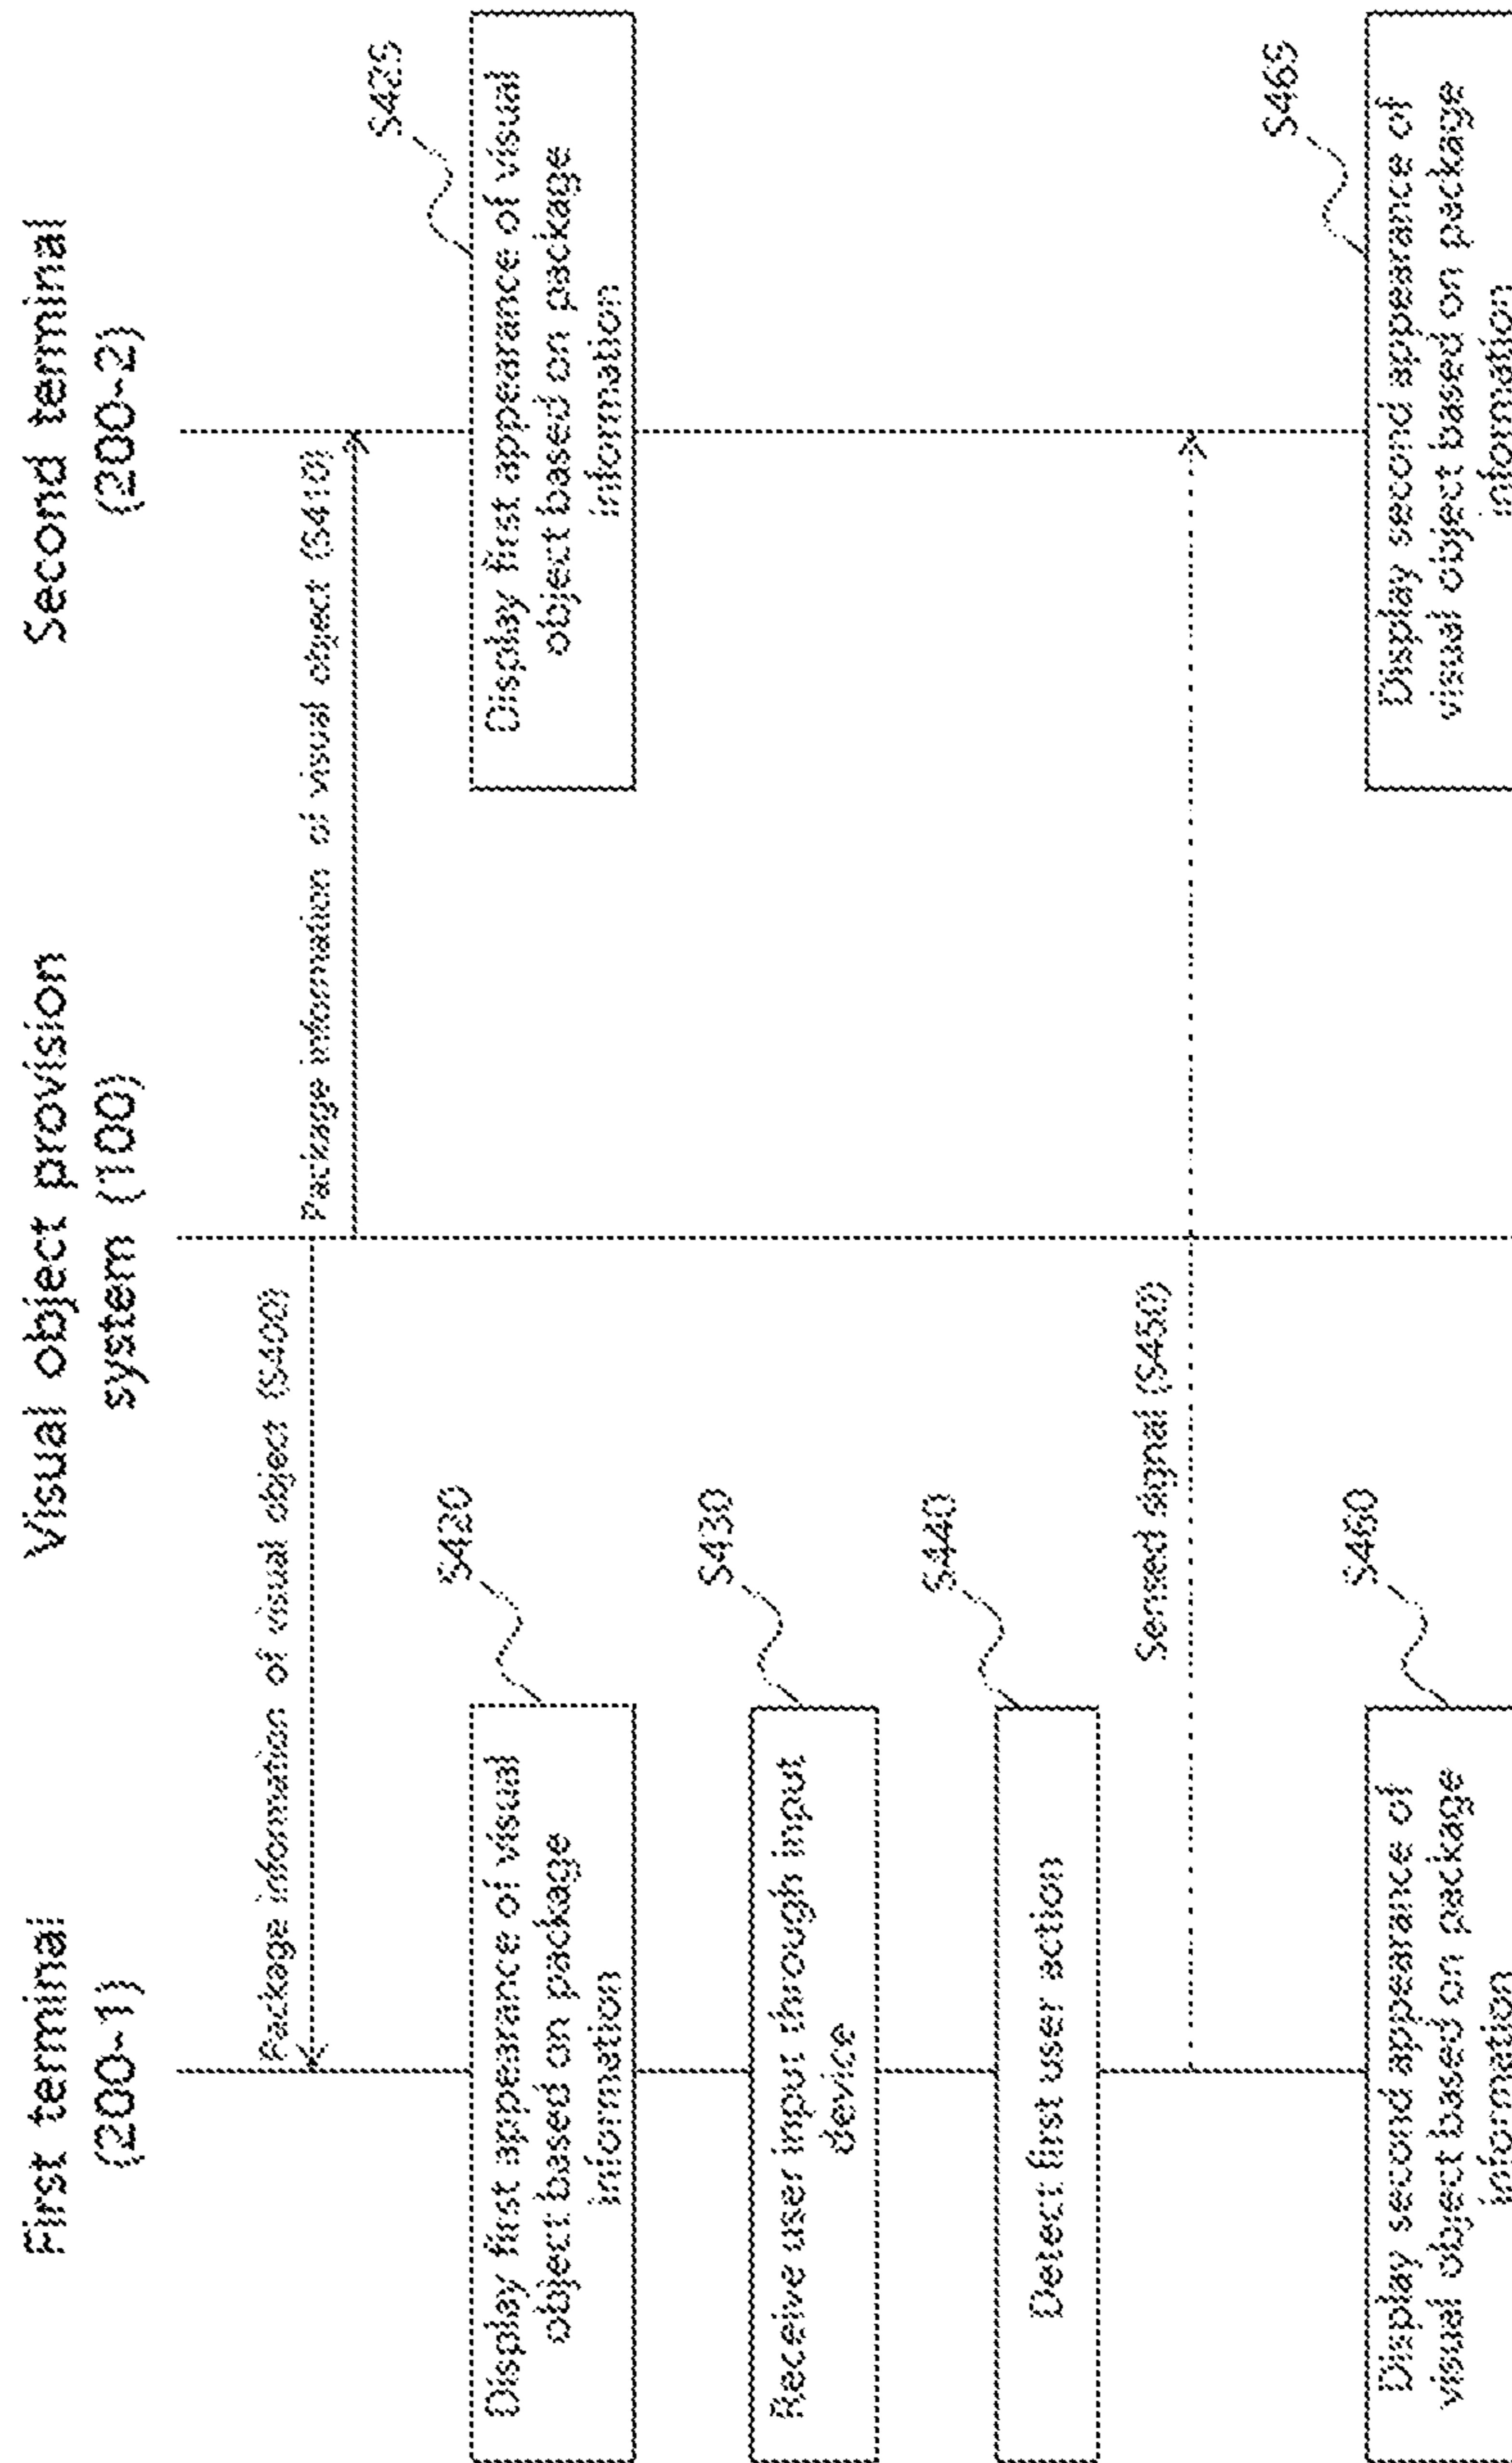 First terminal
(200-1)
Visual object provision
system (100)
Second terminal
(200-2)
Package information of visual object (S400)
Package information of visual object (S410)
S420
Display first appearance of visual
object based on package
information
S425
Display first appearance of visual
object based on package
information
S430
Receive user input through input
device
S440
Detect first user action
Sensed signal (S450)
S460
Display second appearance of
visual object based on package
information
S465
Display second appearance of
visual object based on package
information